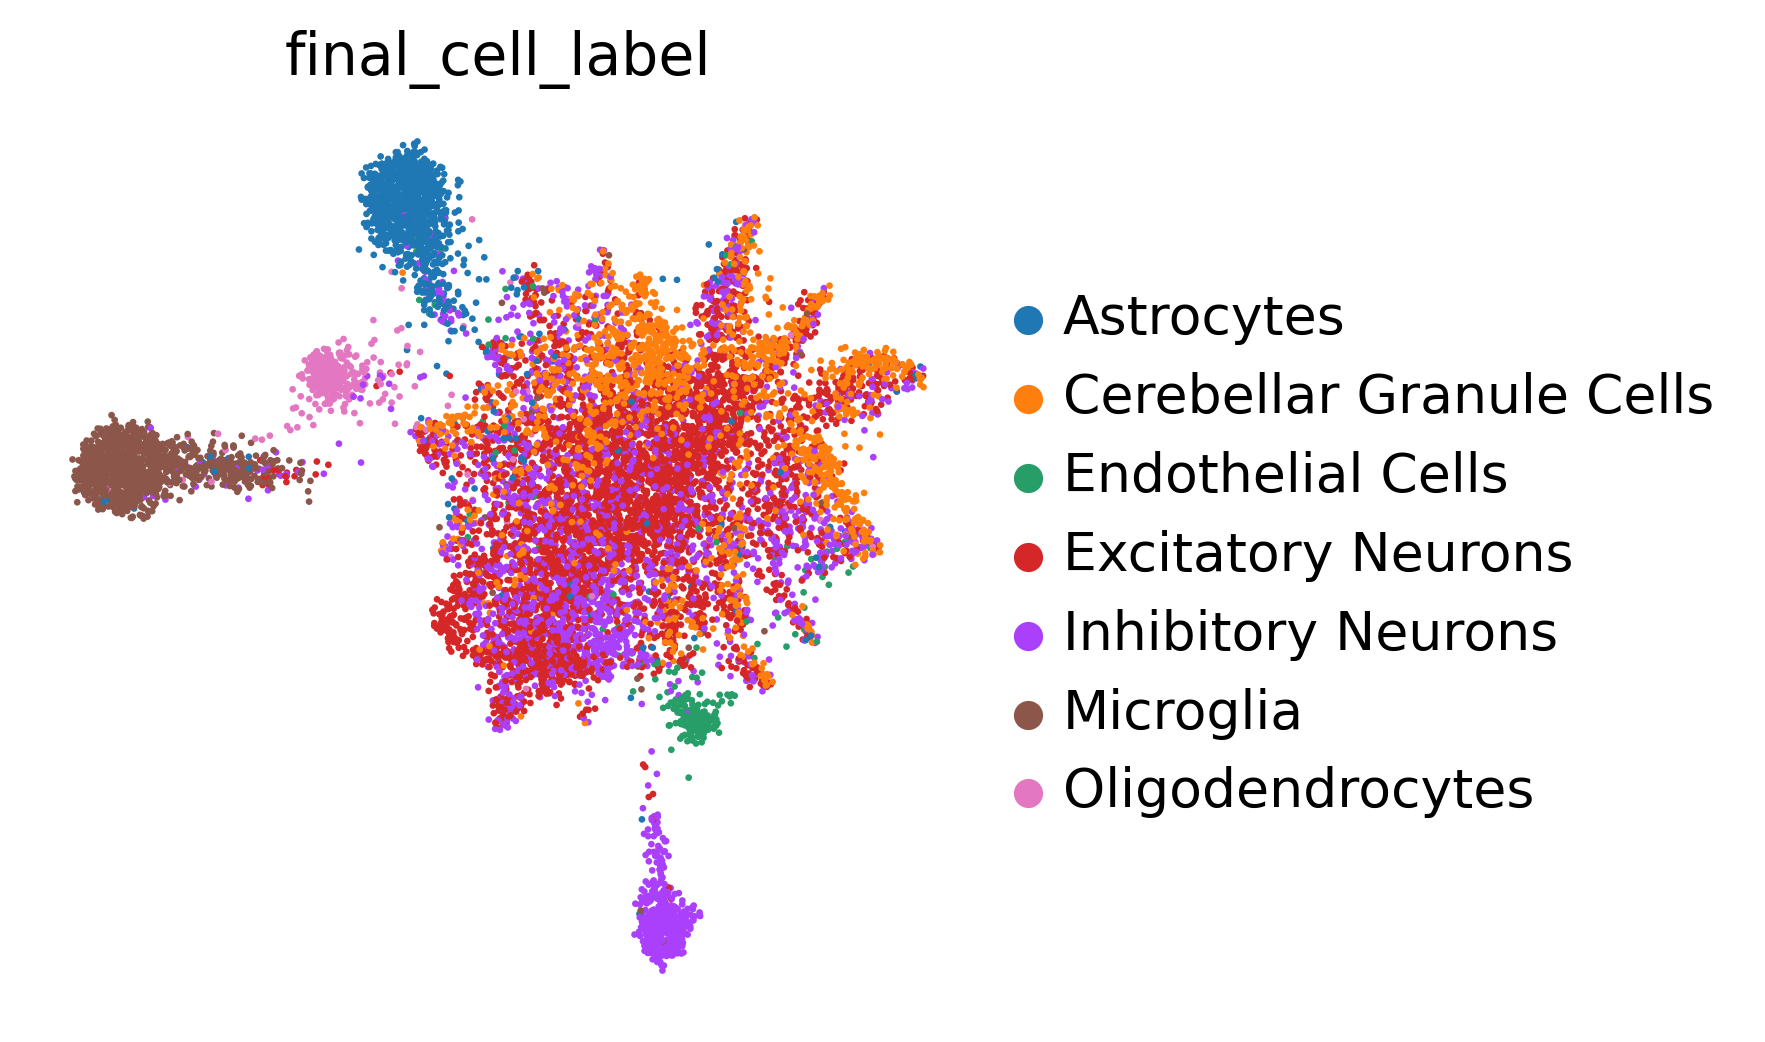 final_cell_label
Astrocytes
Cerebellar Granule Cells
Endothelial Cells
Excitatory Neurons
Inhibitory Neurons
Microglia
Oligodendrocytes